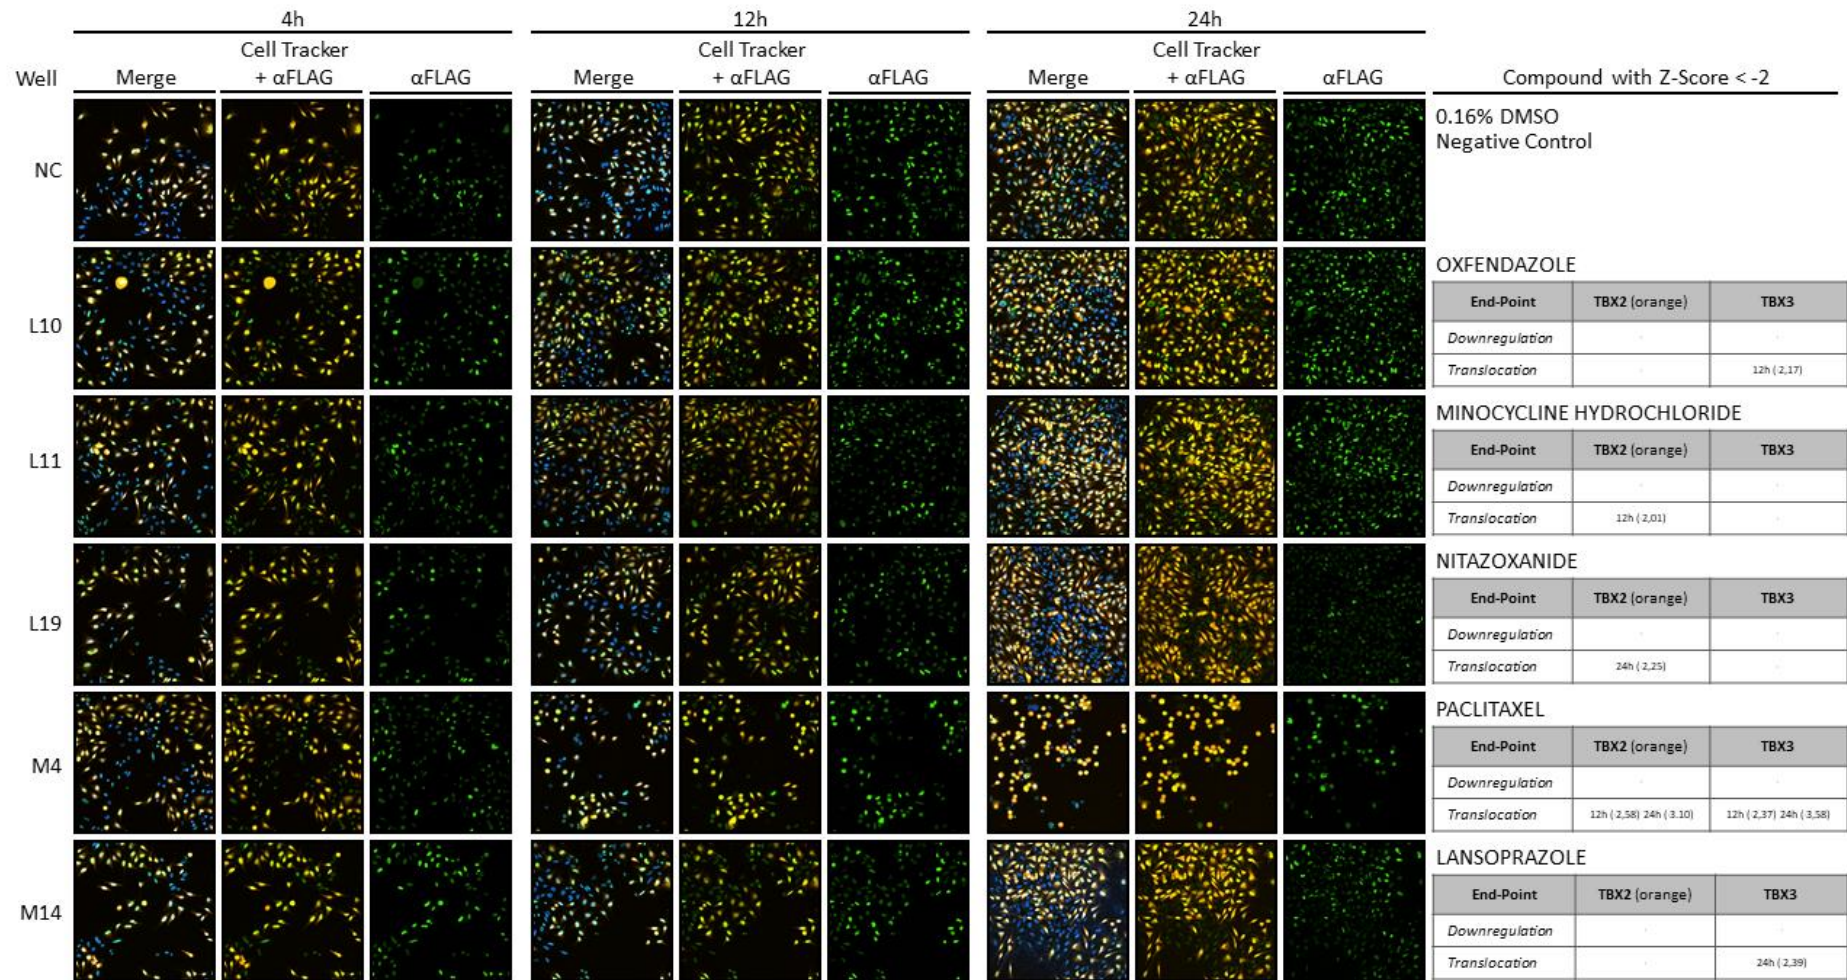 4h 12h 24h
Cell Tracker Cell Tracker Cell Tracker
Well Merge + αFLAG αFLAG Merge + αFLAG αFLAG Merge + αFLAG αFLAG Compound with Z-Score < -2
NC
0.16% DMSO
Negative Control
L10
OXFENDAZOLE
End-Point TBX2 (orange) TBX3
Downregulation - -
Translocation - 12h (-2,17)
L11
MINOCYCLINE HYDROCHLORIDE
End-Point TBX2 (orange) TBX3
Downregulation - -
Translocation 12h (-2,01) -
L19
NITAZOXANIDE
End-Point TBX2 (orange) TBX3
Downregulation - -
Translocation 24h (-2,25) -
M4
PACLITAXEL
End-Point TBX2 (orange) TBX3
Downregulation - -
Translocation 12h (-2,58) 24h (-3.10) 12h (-2,37) 24h (-3,58)
M14
LANSOPRAZOLE
End-Point TBX2 (orange) TBX3
Downregulation - -
Translocation - 24h (-2,39)